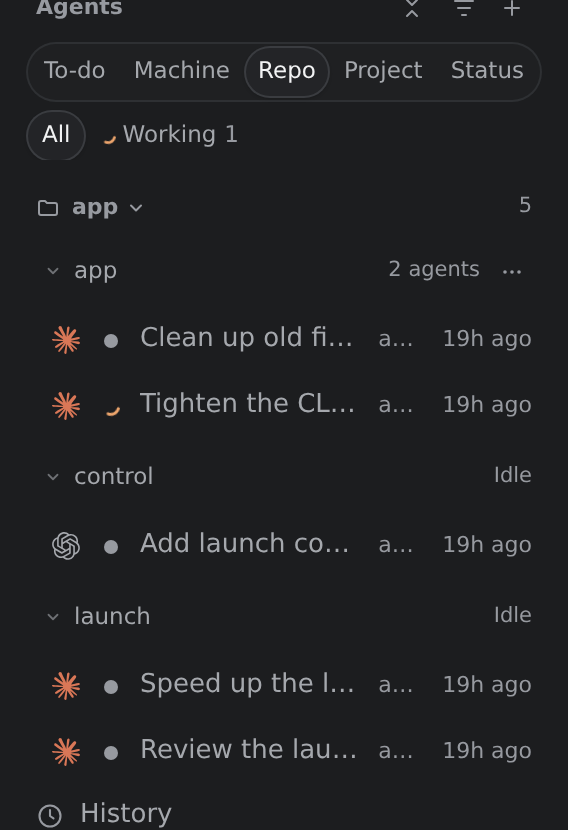 Agents
To-do Machine Repo Project Status
All Working 1
app 5
app 2 agents ...
Clean up old fi... a... 19h ago
Tighten the CL... a... 19h ago
control Idle
Add launch co... a... 19h ago
launch Idle
Speed up the l... a... 19h ago
Review the lau... a... 19h ago
History